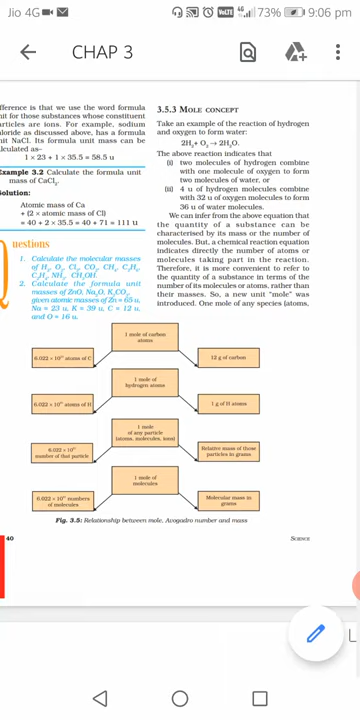 Jio 4G
VoLTE
4G
73%
9:06 pm
CHAP 3
ifference is that we use the word formula
nit for those substances whose constituent
articles are ions. For example, sodium
loride as discussed above, has a formula
nit NaCl. Its formula unit mass can be
lculated as–
1 × 23 + 1 × 35.5 = 58.5 u
Example 3.2 Calculate the formula unit
mass of CaCl₂.
Solution:
Atomic mass of Ca
+ (2 × atomic mass of Cl)
= 40 + 2 × 35.5 = 40 + 71 = 111 u
Questions
1. Calculate the molecular masses
of H₂, O₂, Cl₂, CO₂, CH₄, C₂H₆,
C₂H₄, NH₃, CH₃OH.
2. Calculate the formula unit
masses of ZnO, Na₂O, K₂CO₃,
given atomic masses of Zn = 65 u,
Na = 23 u, K = 39 u, C = 12 u,
and O = 16 u.
3.5.3 MOLE CONCEPT
Take an example of the reaction of hydrogen
and oxygen to form water:
2H₂+ O₂ → 2H₂O.
The above reaction indicates that
(i) two molecules of hydrogen combine
with one molecule of oxygen to form
two molecules of water, or
(ii) 4 u of hydrogen molecules combine
with 32 u of oxygen molecules to form
36 u of water molecules.
We can infer from the above equation that
the quantity of a substance can be
characterised by its mass or the number of
molecules. But, a chemical reaction equation
indicates directly the number of atoms or
molecules taking part in the reaction.
Therefore, it is more convenient to refer to
the quantity of a substance in terms of the
number of its molecules or atoms, rather than
their masses. So, a new unit “mole” was
introduced. One mole of any species (atoms,
1 mole of carbon
atoms
6.022 × 10²³ atoms of C
12 g of carbon
1 mole of
hydrogen atoms
6.022 × 10²³ atoms of H
1 g of H atoms
1 mole
of any particle
(atoms, molecules, ions)
6.022 × 10²³
number of that particle
Relative mass of those
particles in grams
1 mole of
molecules
6.022 × 10²³ numbers
of molecules
Molecular mass in
grams
Fig. 3.5: Relationship between mole, Avogadro number and mass
40
SCIENCE
L